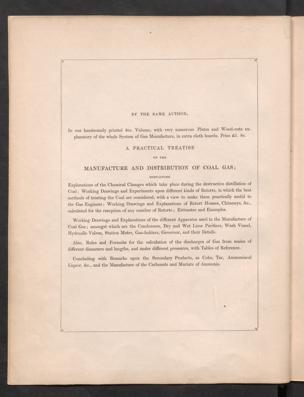 BY THE SAME AUTHOR,
In one handsomely printed 4to. Volume, with very numerous Plates and Wood-cuts ex-
planatory of the whole System of Gas Manufacture, in extra cloth boards. Price £1. 8s.
A PRACTICAL TREATISE
ON THE
MANUFACTURE AND DISTRIBUTION OF COAL GAS;
CONTAINING
Explanations of the Chemical Changes which take place during the destructive distillation of
Coal; Working Drawings and Experiments upon different kinds of Retorts, in which the best
methods of treating the Coal are considered, with a view to make them practically useful to
the Gas Engineer; Working Drawings and Explanations of Retort Houses, Chimneys, &c.,
calculated for the reception of any number of Retorts; Estimates and Examples.
Working Drawings and Explanations of the different Apparatus used in the Manufacture of
Coal Gas; amongst which are the Condensers, Dry and Wet Lime Purifiers, Wash Vessel,
Hydraulic Valves, Station Meter, Gas-holders, Governor, and their Details.
Also, Rules and Formulæ for the calculation of the discharges of Gas from mains of
different diameters and lengths, and under different pressures, with Tables of Reference.
Concluding with Remarks upon the Secondary Products, as Coke, Tar, Ammoniacal
Liquor, &c., and the Manufacture of the Carbonate and Muriate of Ammonia.